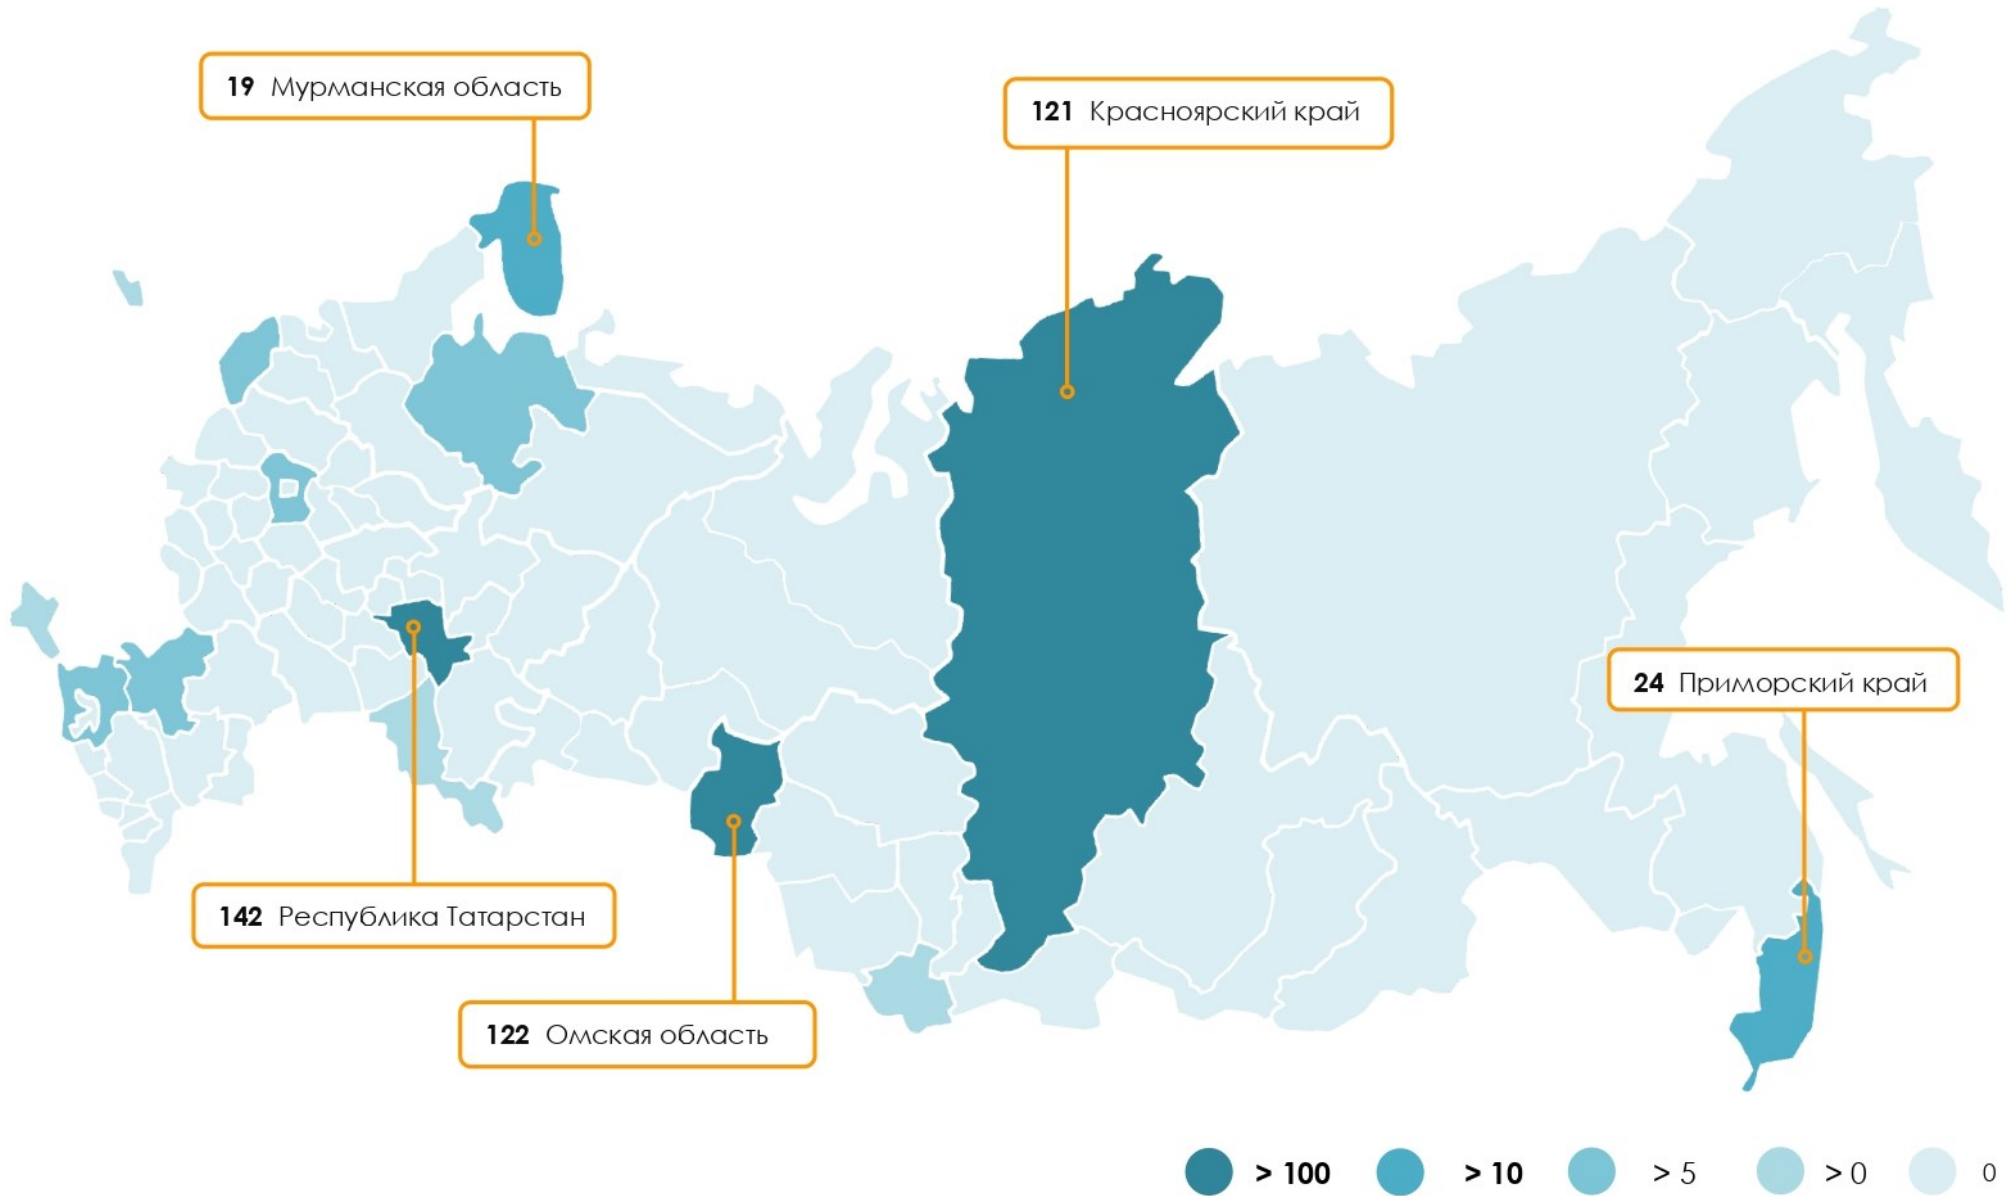 19 Мурманская область
121 Красноярский край
24 Приморский край
142 Республика Татарстан
122 Омская область
> 100 > 10 > 5 > 0 0